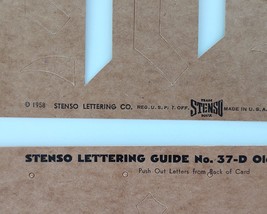 © 1958 STENSO LETTERING CO. REG. U.S. PAT. OFF. TRADE STENSO MARK MADE IN U.S.A.
STENSO LETTERING GUIDE No. 37-D Ol
Push Out Letters from Back of Card